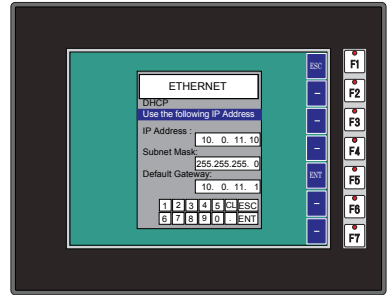 ETHERNET
DHCP
Use the following IP Address
IP Address :
10. 0. 11. 10
Subnet Mask:
255.255.255. 0
Default Gateway:
10. 0. 11. 1
1 2 3 4 5 CL ESC
6 7 8 9 0 . ENT
ESC
–
–
–
ENT
–
–
F1
F2
F3
F4
F5
F6
F7